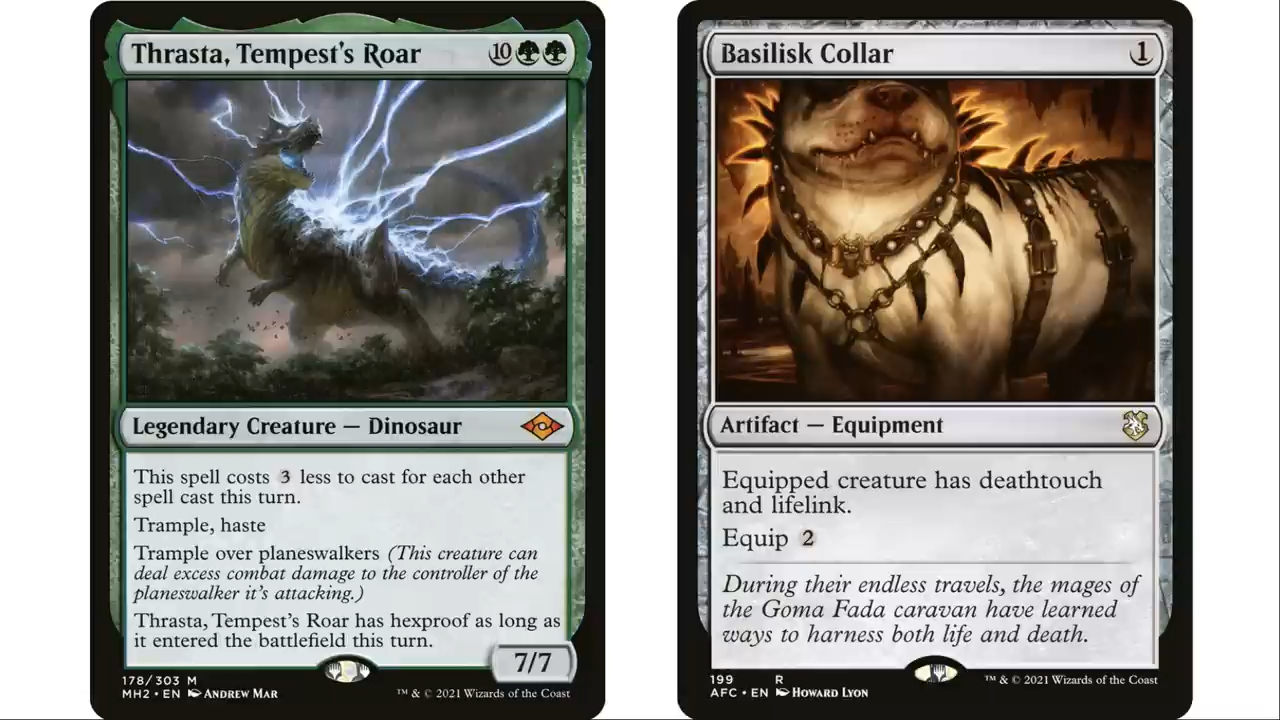 Thrasta, Tempest's Roar 10
Legendary Creature — Dinosaur
This spell costs 3 less to cast for each other
spell cast this turn.
Trample, haste
Trample over planeswalkers (This creature can
deal excess combat damage to the controller of the
planeswalker it's attacking.)
Thrasta, Tempest's Roar has hexproof as long as
it entered the battlefield this turn.
7/7
178/303 M
MH2 • EN Andrew Mar
™ & © 2021 Wizards of the Coast
Basilisk Collar 1
Artifact — Equipment
Equipped creature has deathtouch
and lifelink.
Equip 2
During their endless travels, the mages of
the Goma Fada caravan have learned
ways to harness both life and death.
199 R
AFC • EN Howard Lyon
™ & © 2021 Wizards of the Coast